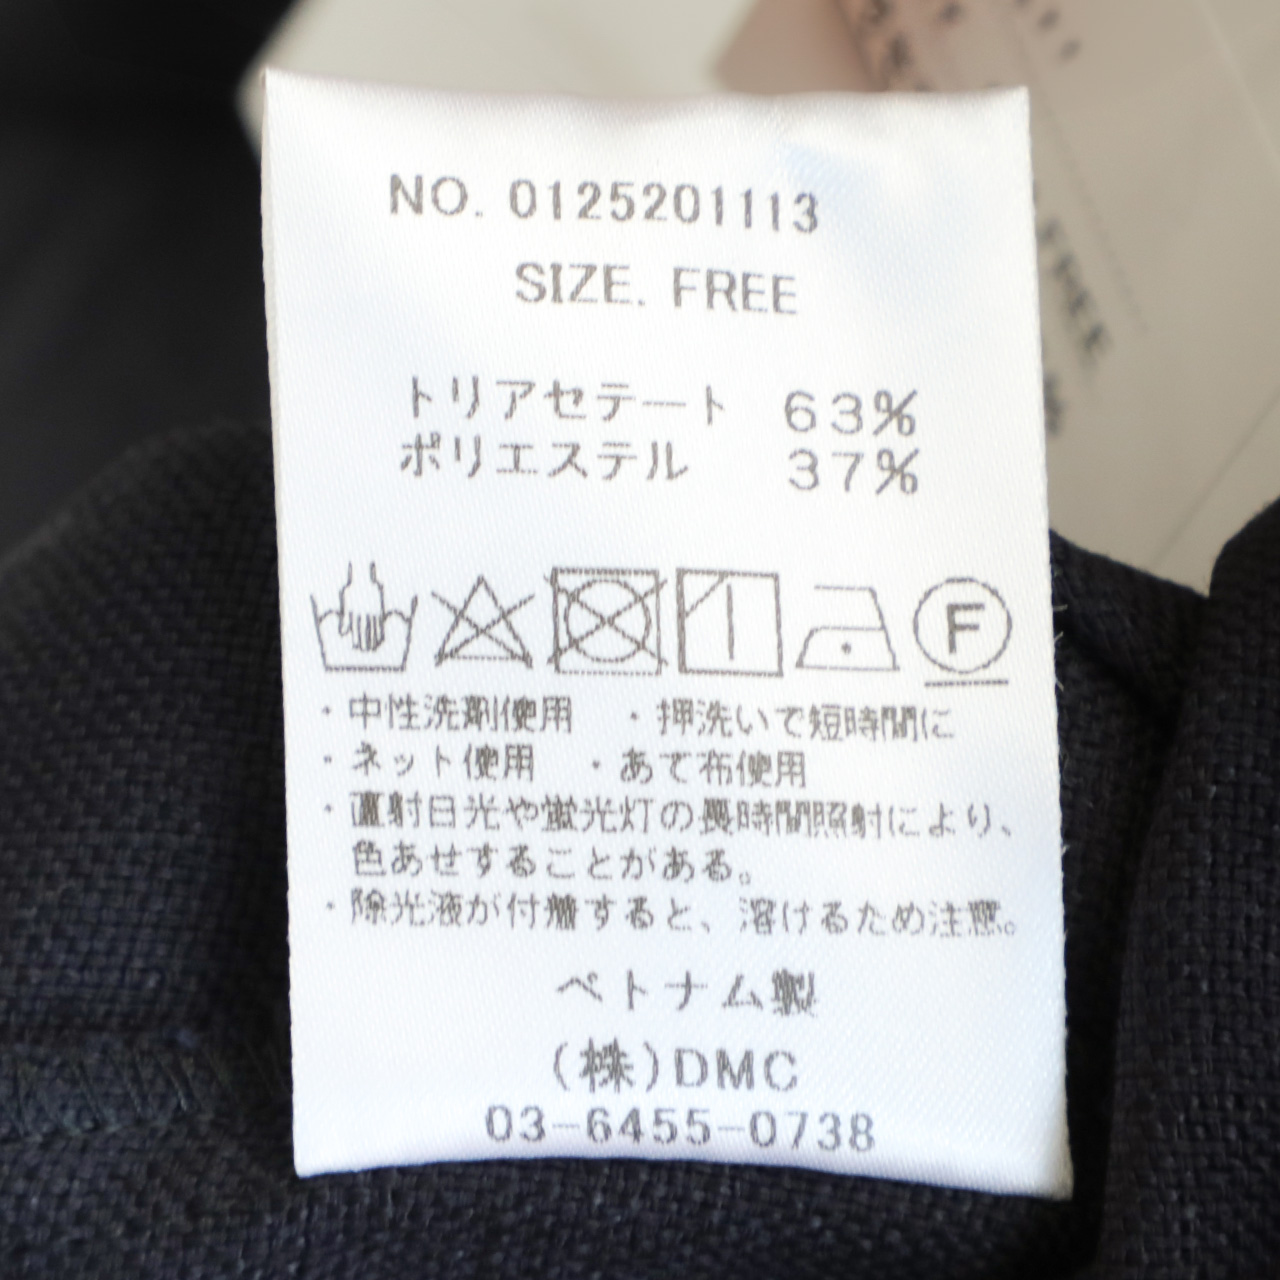 NO. 0125201113
SIZE. FREE
トリアセテート 63%
ポリエステル 37%
F
・中性洗剤使用 ・押洗いで短時間に
・ネット使用 ・あて布使用
・直射日光や蛍光灯の長時間照射により、
色あせすることがある。
・除光液が付着すると、溶けるため注意。
ベトナム製
(株)DMC
03-6455-0738
FREE